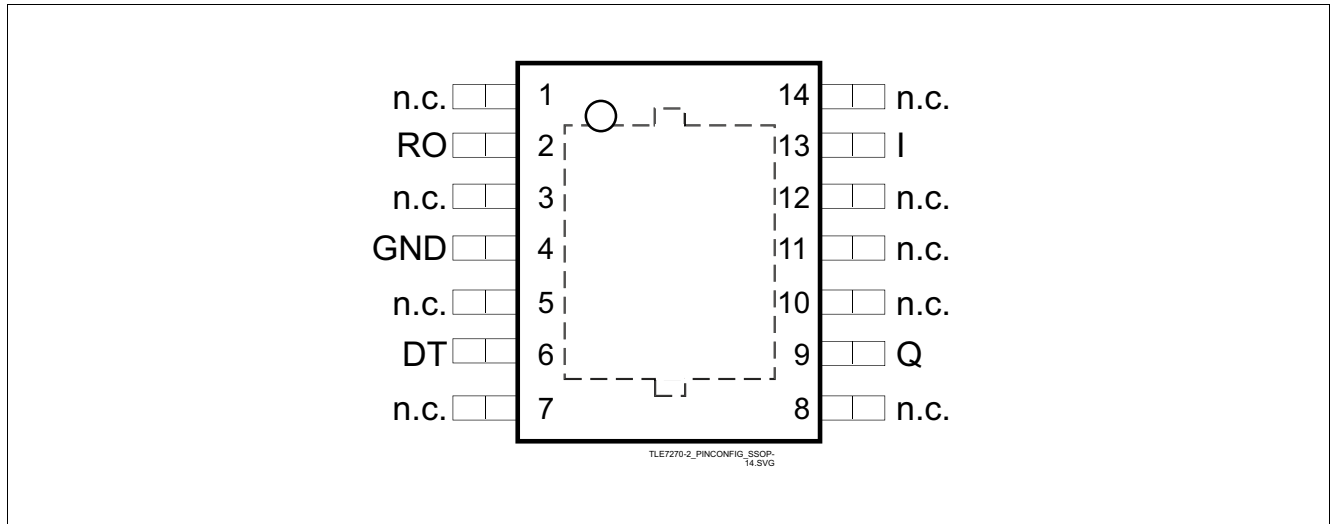 n.c. 1 14 n.c.
RO 2 13 I
n.c. 3 12 n.c.
GND 4 11 n.c.
n.c. 5 10 n.c.
DT 6 9 Q
n.c. 7 8 n.c.
TLE7270-2_PINCONFIG_SSOP-
14.SVG